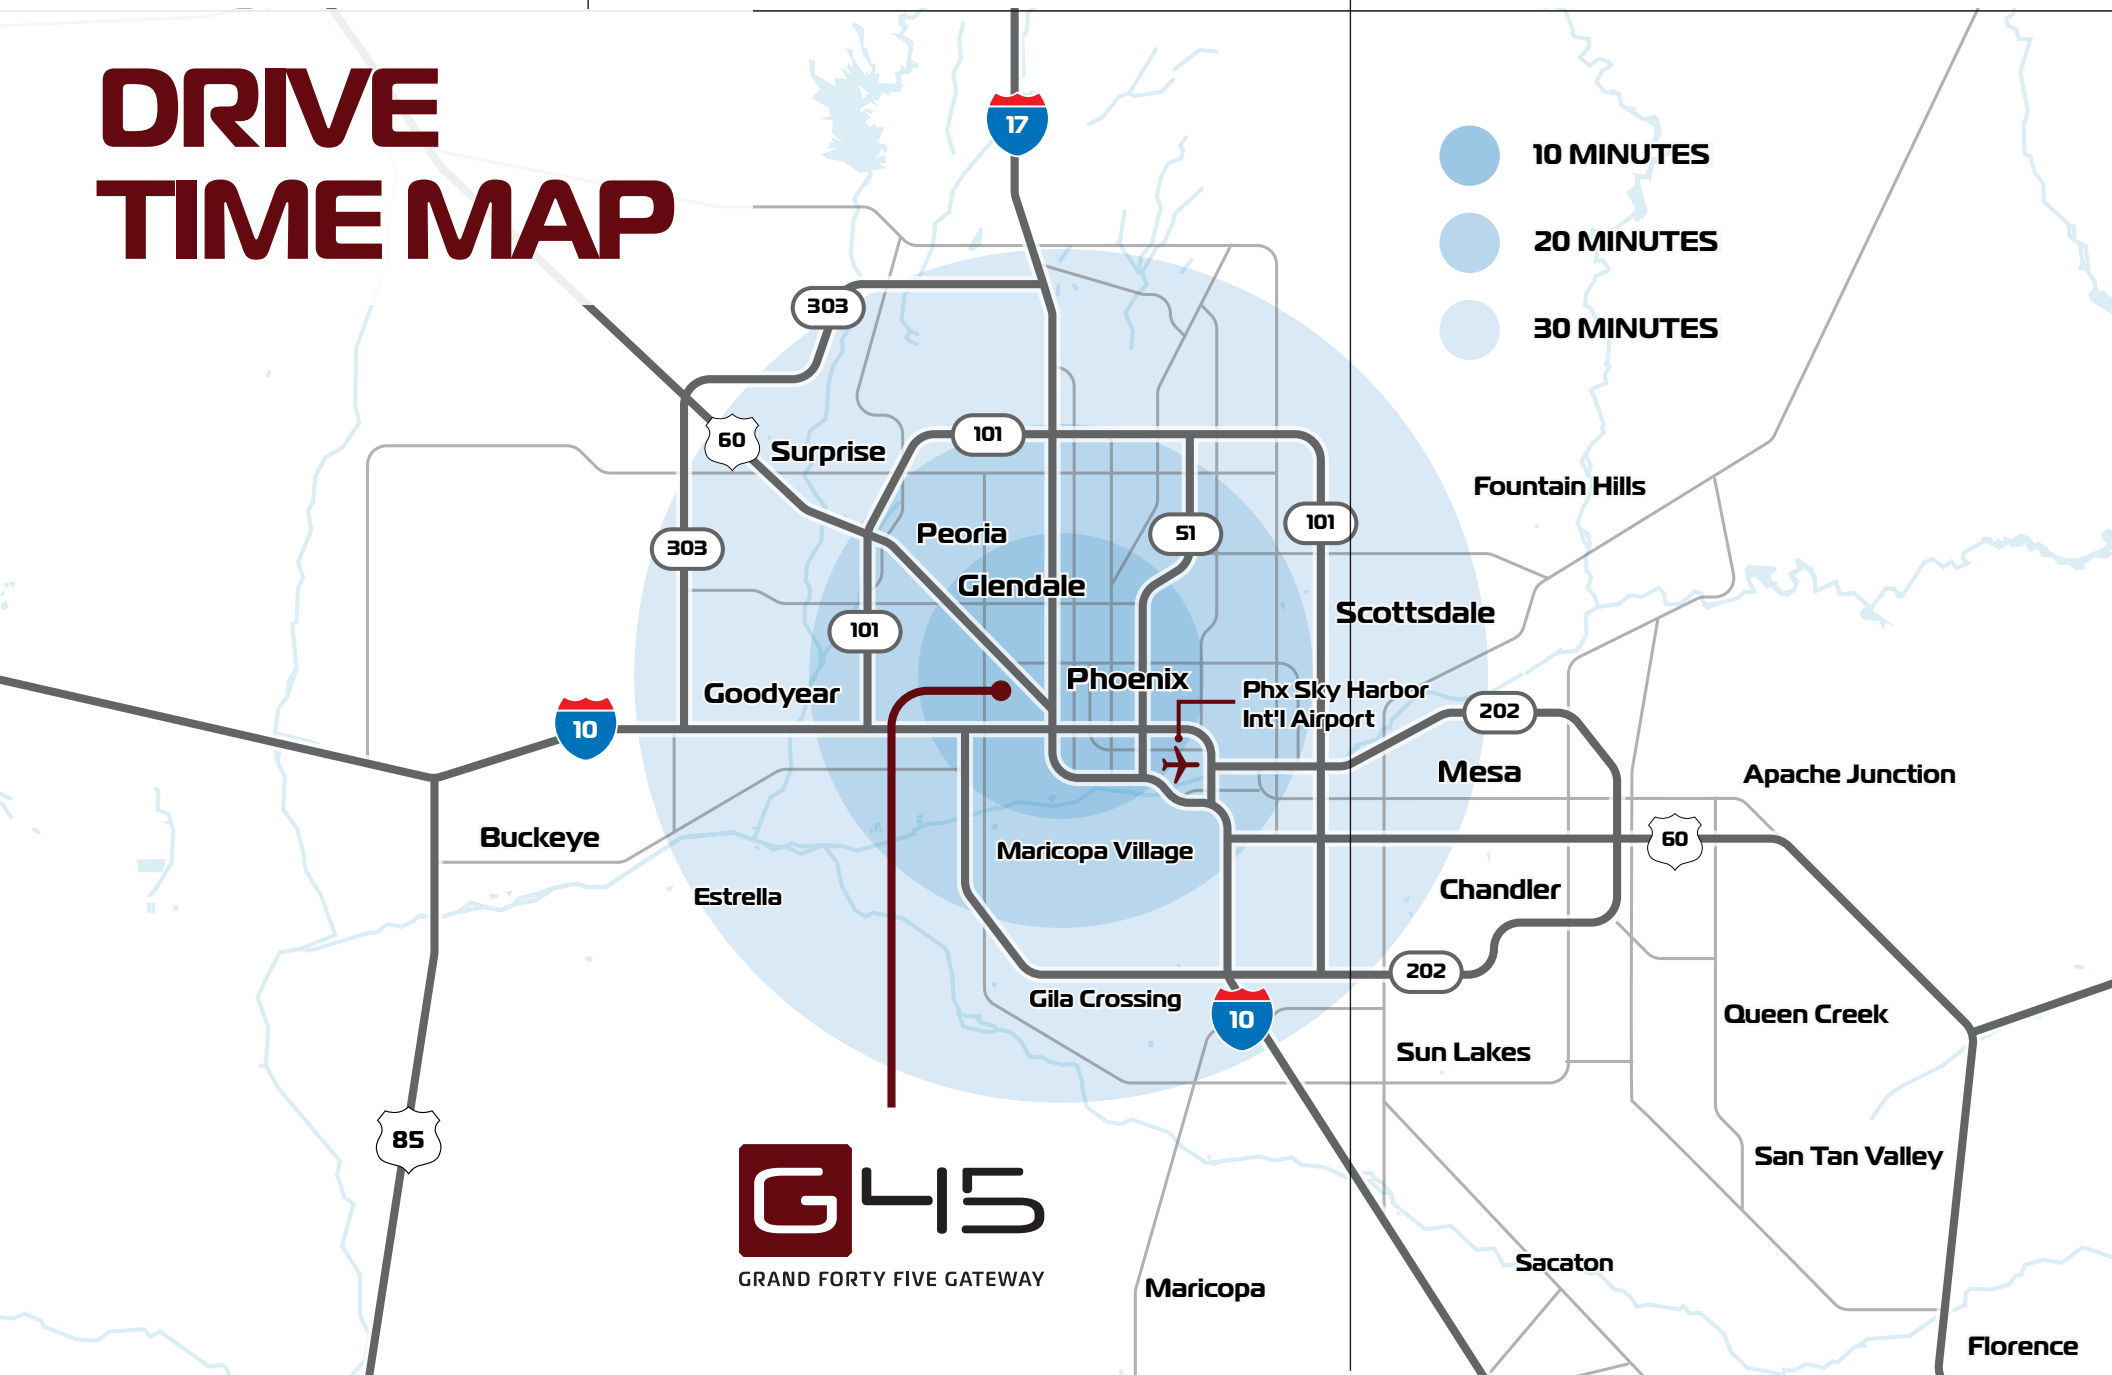 DRIVE
TIME MAP
17
10 MINUTES
20 MINUTES
30 MINUTES
303
60
Surprise
101
Fountain Hills
101
Peoria
51
303
Glendale
Scottsdale
101
Phoenix
Goodyear
Phx Sky Harbor
Int'l Airport
202
10
Mesa
Apache Junction
Buckeye
60
Maricopa Village
Estrella
Chandler
202
Gila Crossing
10
Queen Creek
Sun Lakes
85
San Tan Valley
G45
GRAND FORTY FIVE GATEWAY
Sacaton
Maricopa
Florence